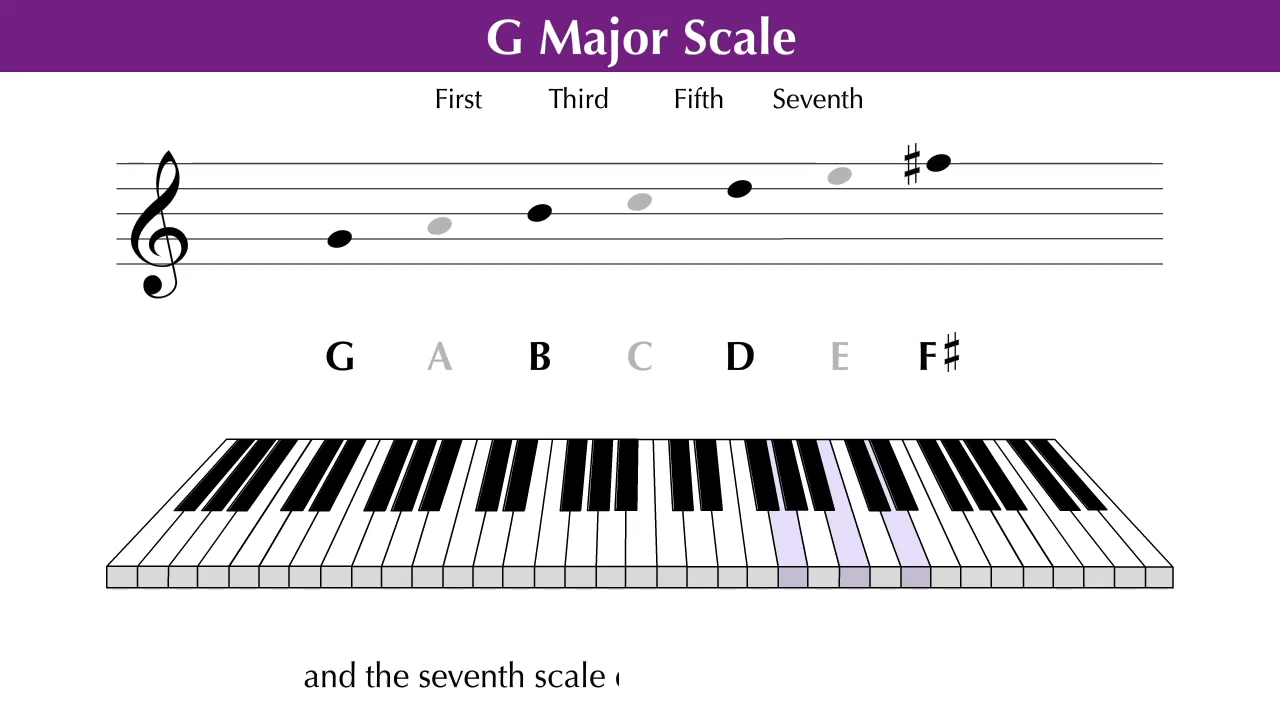 G Major Scale
First Third Fifth Seventh
G A B C D E F♯
and the seventh scale